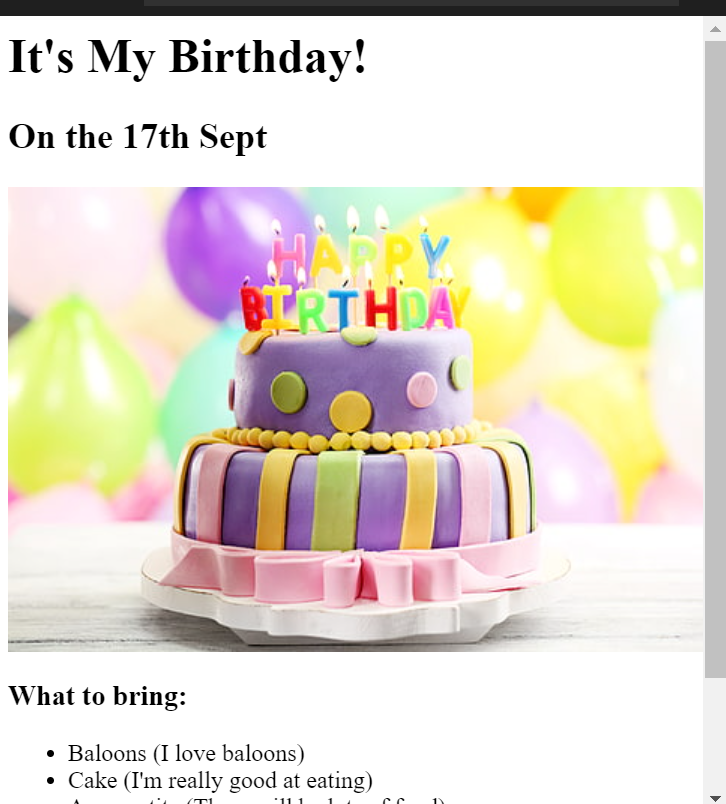 It's My Birthday!
On the 17th Sept
HAPPY
BIRTHDAY
What to bring:
Baloons (I love baloons)
Cake (I'm really good at eating)